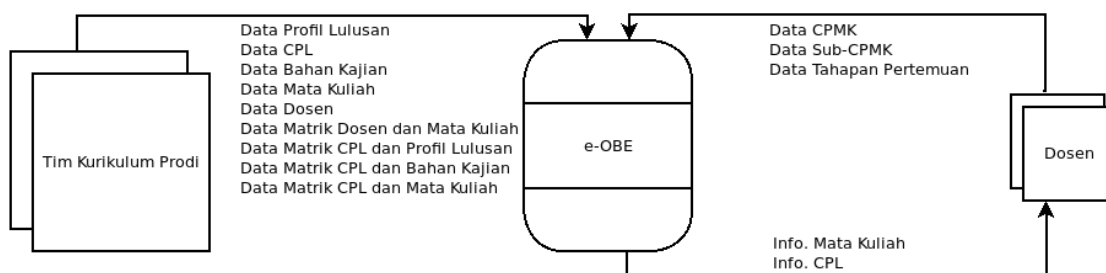 Data Profil Lulusan
Data CPL
Data Bahan Kajian
Data Mata Kuliah
Data Dosen
Data Matrik Dosen dan Mata Kuliah
Data Matrik CPL dan Profil Lulusan
Data Matrik CPL dan Bahan Kajian
Data Matrik CPL dan Mata Kuliah
Tim Kurikulum Prodi
e-OBE
Data CPMK
Data Sub-CPMK
Data Tahapan Pertemuan
Dosen
Info. Mata Kuliah
Info. CPL